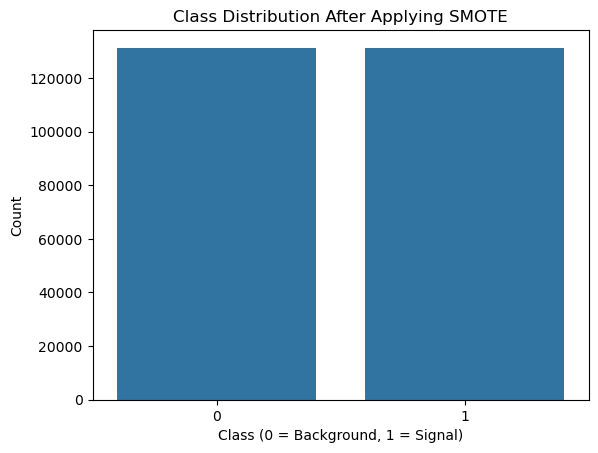 Class Distribution After Applying SMOTE
120000
100000
80000
60000
40000
20000
0
Count
0 1
Class (0 = Background, 1 = Signal)